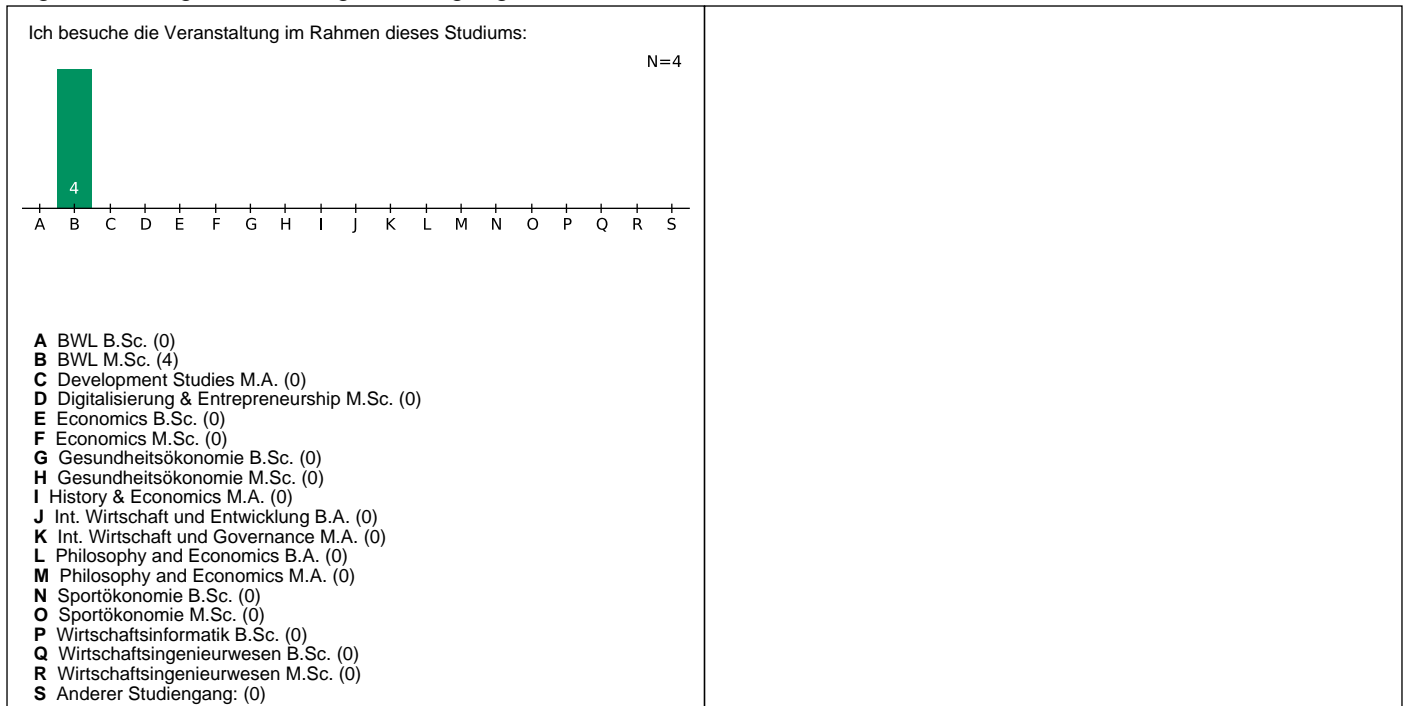 Ich besuche die Veranstaltung im Rahmen dieses Studiums:
N=4
4
A B C D E F G H I J K L M N O P Q R S
A BWL B.Sc. (0)
B BWL M.Sc. (4)
C Development Studies M.A. (0)
D Digitalisierung & Entrepreneurship M.Sc. (0)
E Economics B.Sc. (0)
F Economics M.Sc. (0)
G Gesundheitsökonomie B.Sc. (0)
H Gesundheitsökonomie M.Sc. (0)
I History & Economics M.A. (0)
J Int. Wirtschaft und Entwicklung B.A. (0)
K Int. Wirtschaft und Governance M.A. (0)
L Philosophy and Economics B.A. (0)
M Philosophy and Economics M.A. (0)
N Sportökonomie B.Sc. (0)
O Sportökonomie M.Sc. (0)
P Wirtschaftsinformatik B.Sc. (0)
Q Wirtschaftsingenieurwesen B.Sc. (0)
R Wirtschaftsingenieurwesen M.Sc. (0)
S Anderer Studiengang: (0)